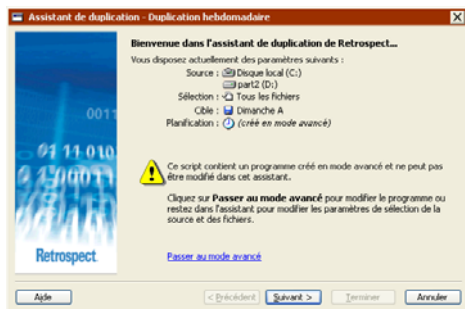 Assistant de duplication - Duplication hebdomadaire
Bienvenue dans l'assistant de duplication de Retrospect...
Vous disposez actuellement des paramètres suivants :
Source : Disque local (C:)
part2 (D:)
Sélection : Tous les fichiers
Cible : Dimanche A
Planification : (créé en mode avancé)
Ce script contient un programme créé en mode avancé et ne peut pas
être modifié dans cet assistant.
Cliquez sur Passer au mode avancé pour modifier le programme ou
restez dans l'assistant pour modifier les paramètres de sélection de la
source et des fichiers.
Retrospect
Passer au mode avancé
Aide
< Précédent
Suivant >
Terminer
Annuler